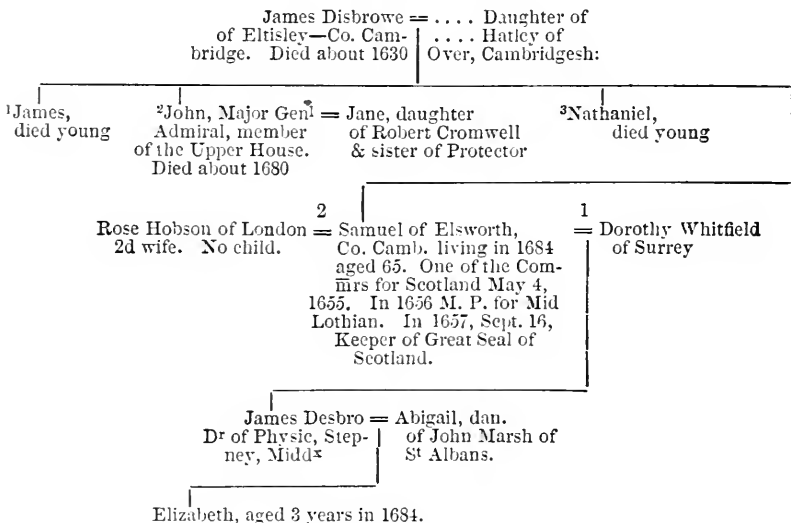 James Disbrowe = .... Daughter of
of Eltisley—Co. Cam- .... Hatley of
bridge. Died about 1630 Over, Cambridgesh:
¹James,
died young
²John, Major Genˡ = Jane, daughter
Admiral, member of Robert Cromwell
of the Upper House. & sister of Protector
Died about 1680
³Nathaniel,
died young
2 1
Rose Hobson of London = Samuel of Elsworth, = Dorothy Whitfield
2d wife. No child. Co. Camb. living in 1684 of Surrey
aged 65. One of the Com-
m̅rs for Scotland May 4,
1655. In 1656 M. P. for Mid
Lothian. In 1657, Sept. 16,
Keeper of Great Seal of
Scotland.
James Desbro = Abigail, dau.
Dʳ of Physic, Step- of John Marsh of
ney, Middˣ Sᵗ Albans.
Elizabeth, aged 3 years in 1684.